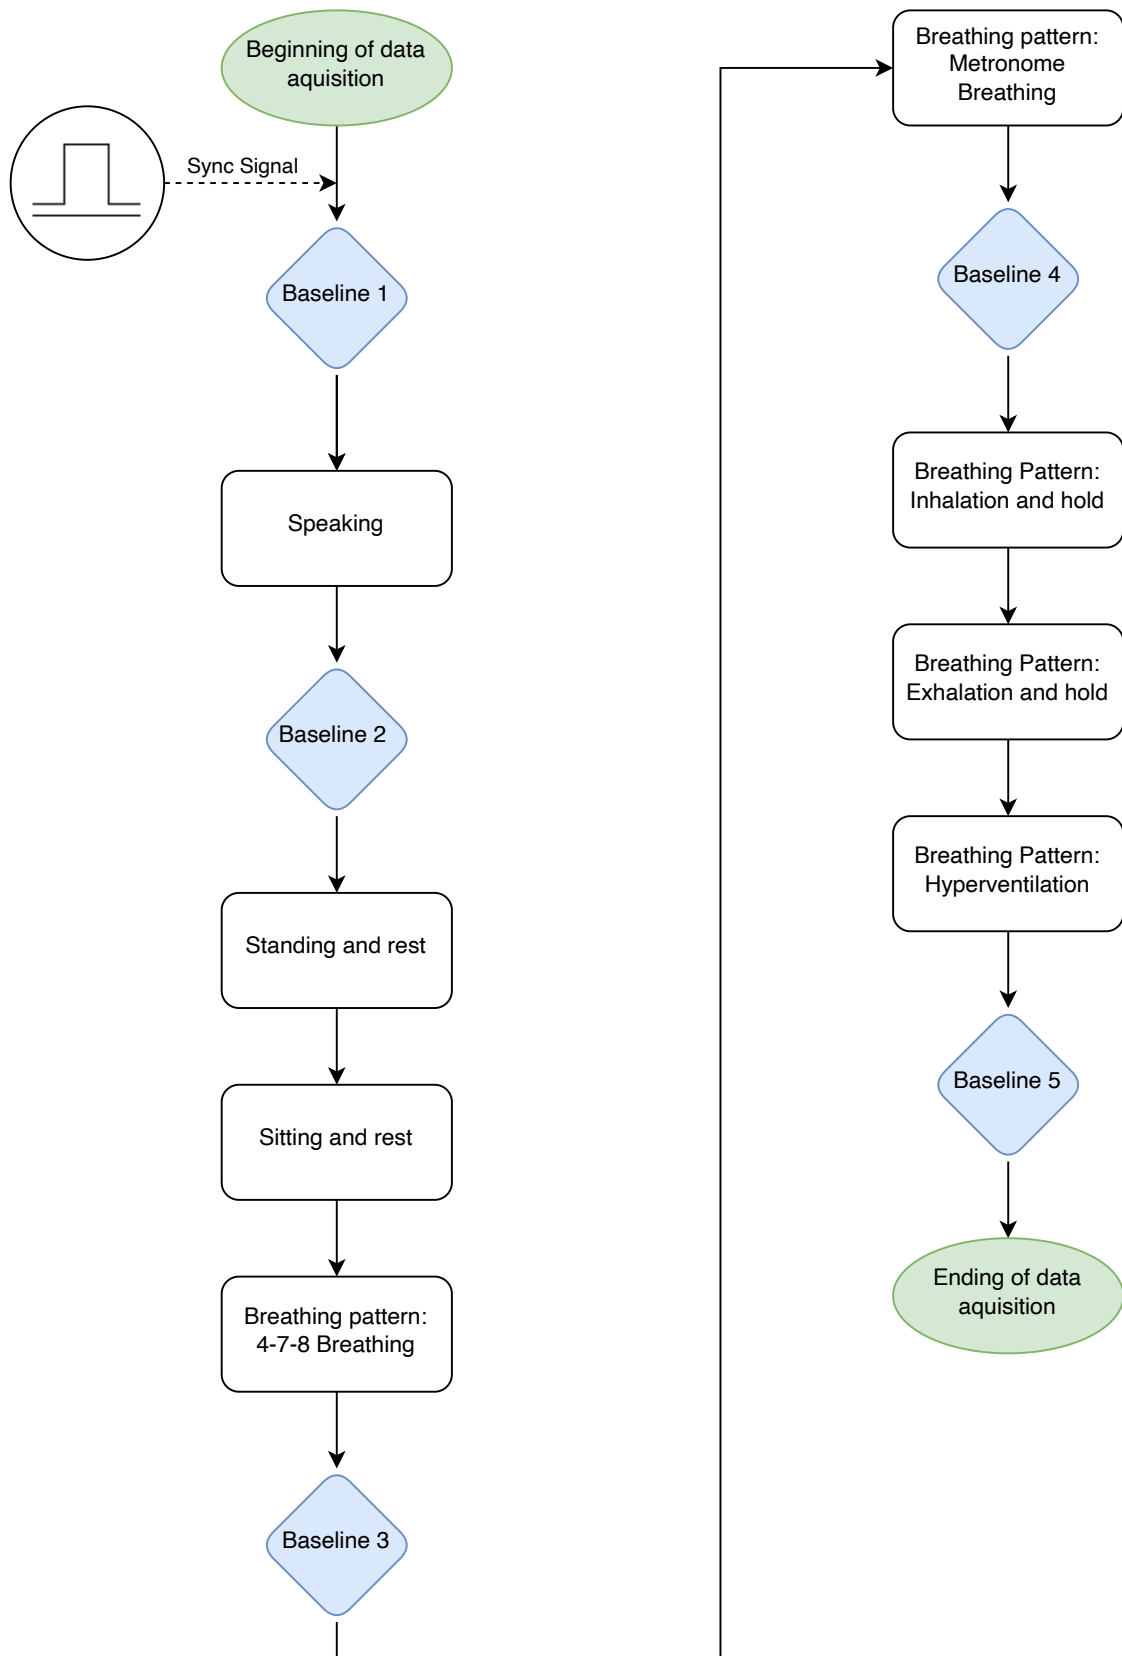 Beginning of data
aquisition
Sync Signal
Baseline 1
Speaking
Baseline 2
Standing and rest
Sitting and rest
Breathing pattern:
4-7-8 Breathing
Baseline 3
Breathing pattern:
Metronome
Breathing
Baseline 4
Breathing Pattern:
Inhalation and hold
Breathing Pattern:
Exhalation and hold
Breathing Pattern:
Hyperventilation
Baseline 5
Ending of data
aquisition